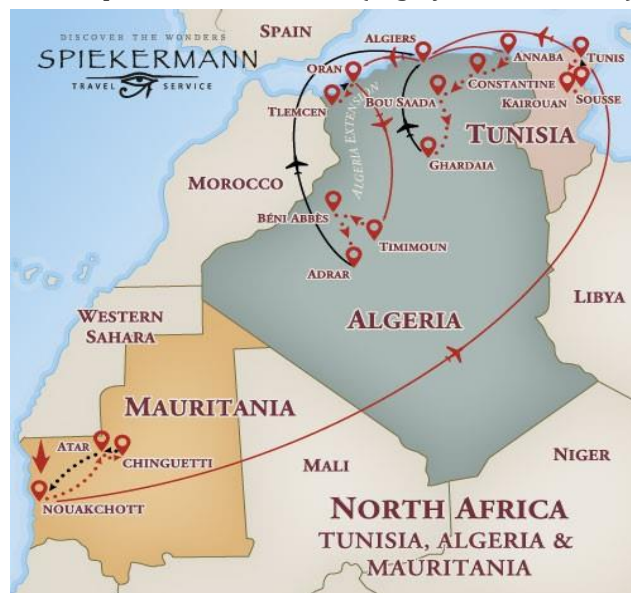 SPAIN
DISCOVER THE WONDERS
SPIEKERMANN
TRAVEL SERVICE
ALGIERS
ORAN
ANNABA
TUNIS
TLEMCEN
BOU SAADA
CONSTANTINE
KAIROUAN
SOUSSE
TUNISIA
ALGERIA EXTENSION
GHARDAIA
MOROCCO
BÉNI ABBÈS
TIMIMOUN
ADRAR
LIBYA
WESTERN
SAHARA
ALGERIA
MAURITANIA
ATAR
CHINGUETTI
MALI
NIGER
NOUAKCHOTT
NORTH AFRICA
TUNISIA, ALGERIA &
MAURITANIA